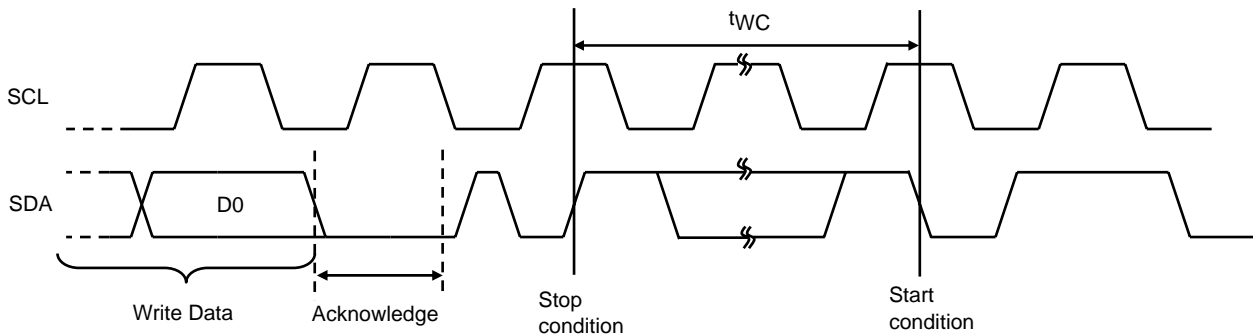 tWC
SCL
SDA
D0
Write Data
Acknowledge
Stop
condition
Start
condition